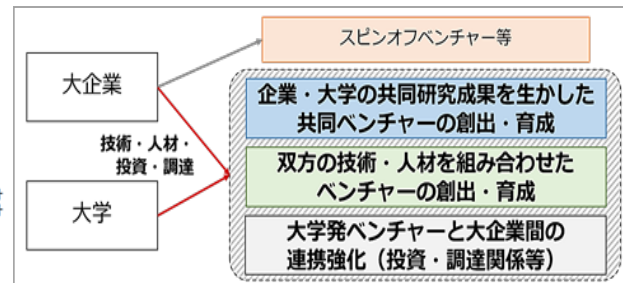 スピンオフベンチャー等
大企業
企業・大学の共同研究成果を生かした
共同ベンチャーの創出・育成
技術・人材・
投資・調達
双方の技術・人材を組み合わせた
ベンチャーの創出・育成
大学
大学発ベンチャーと大企業間の
連携強化（投資・調達関係等）